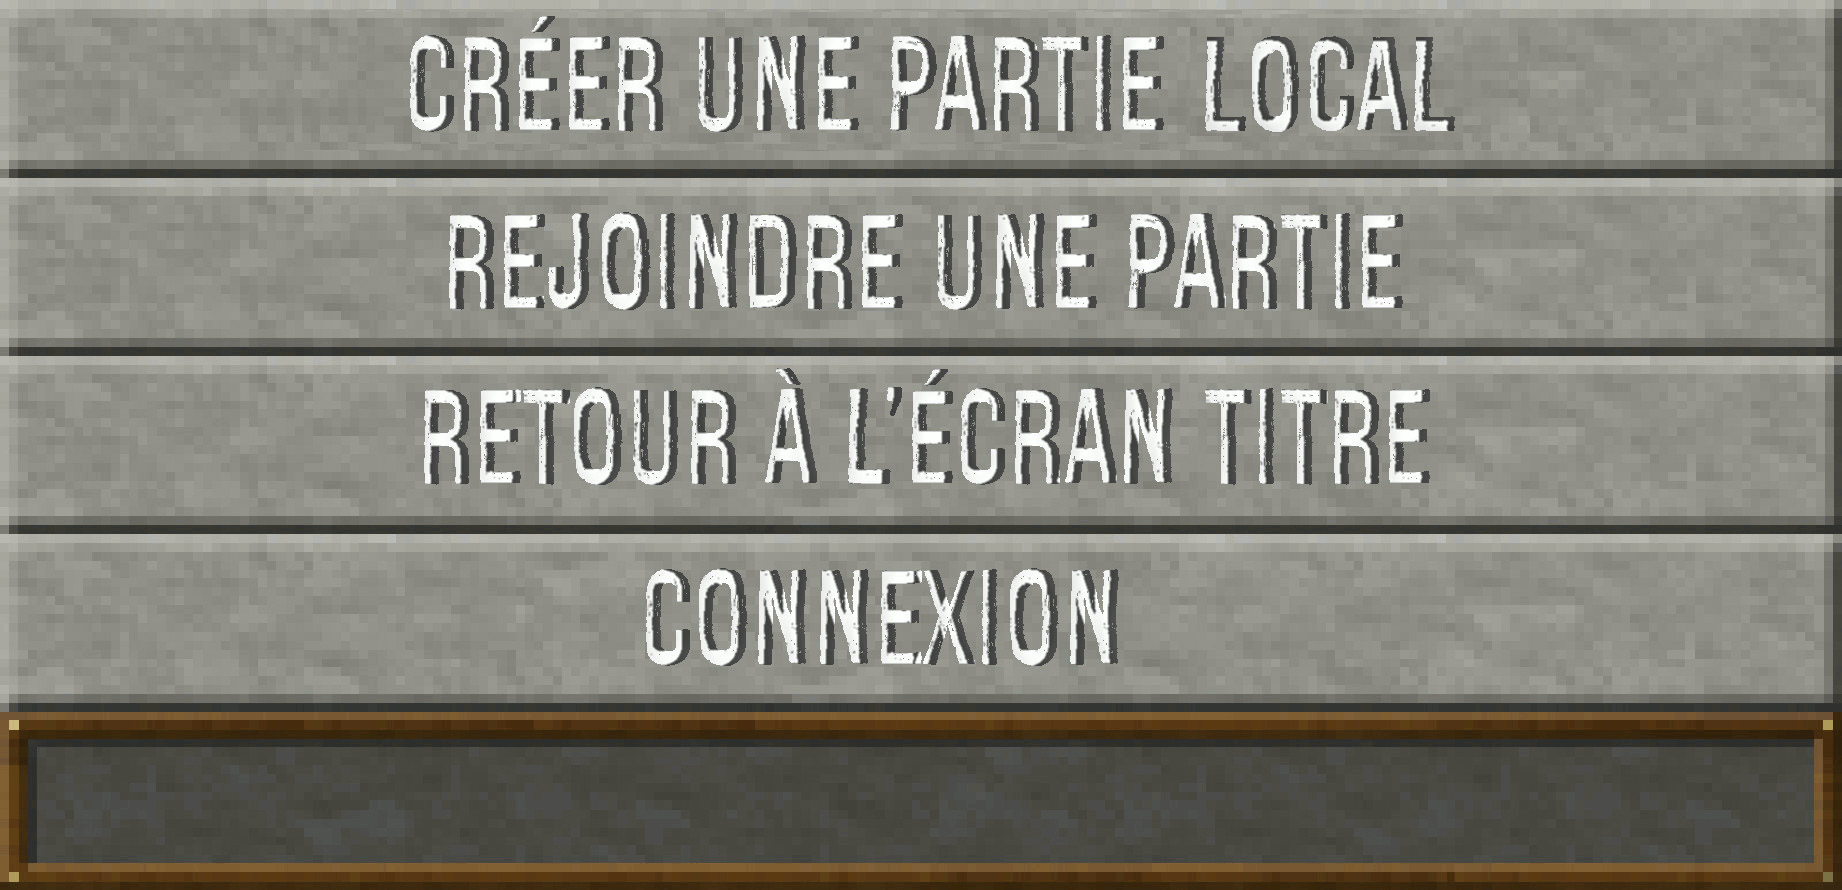 CRÉER UNE PARTIE LOCAL
REJOINDRE UNE PARTIE
RETOUR À L'ÉCRAN TITRE
CONNEXION